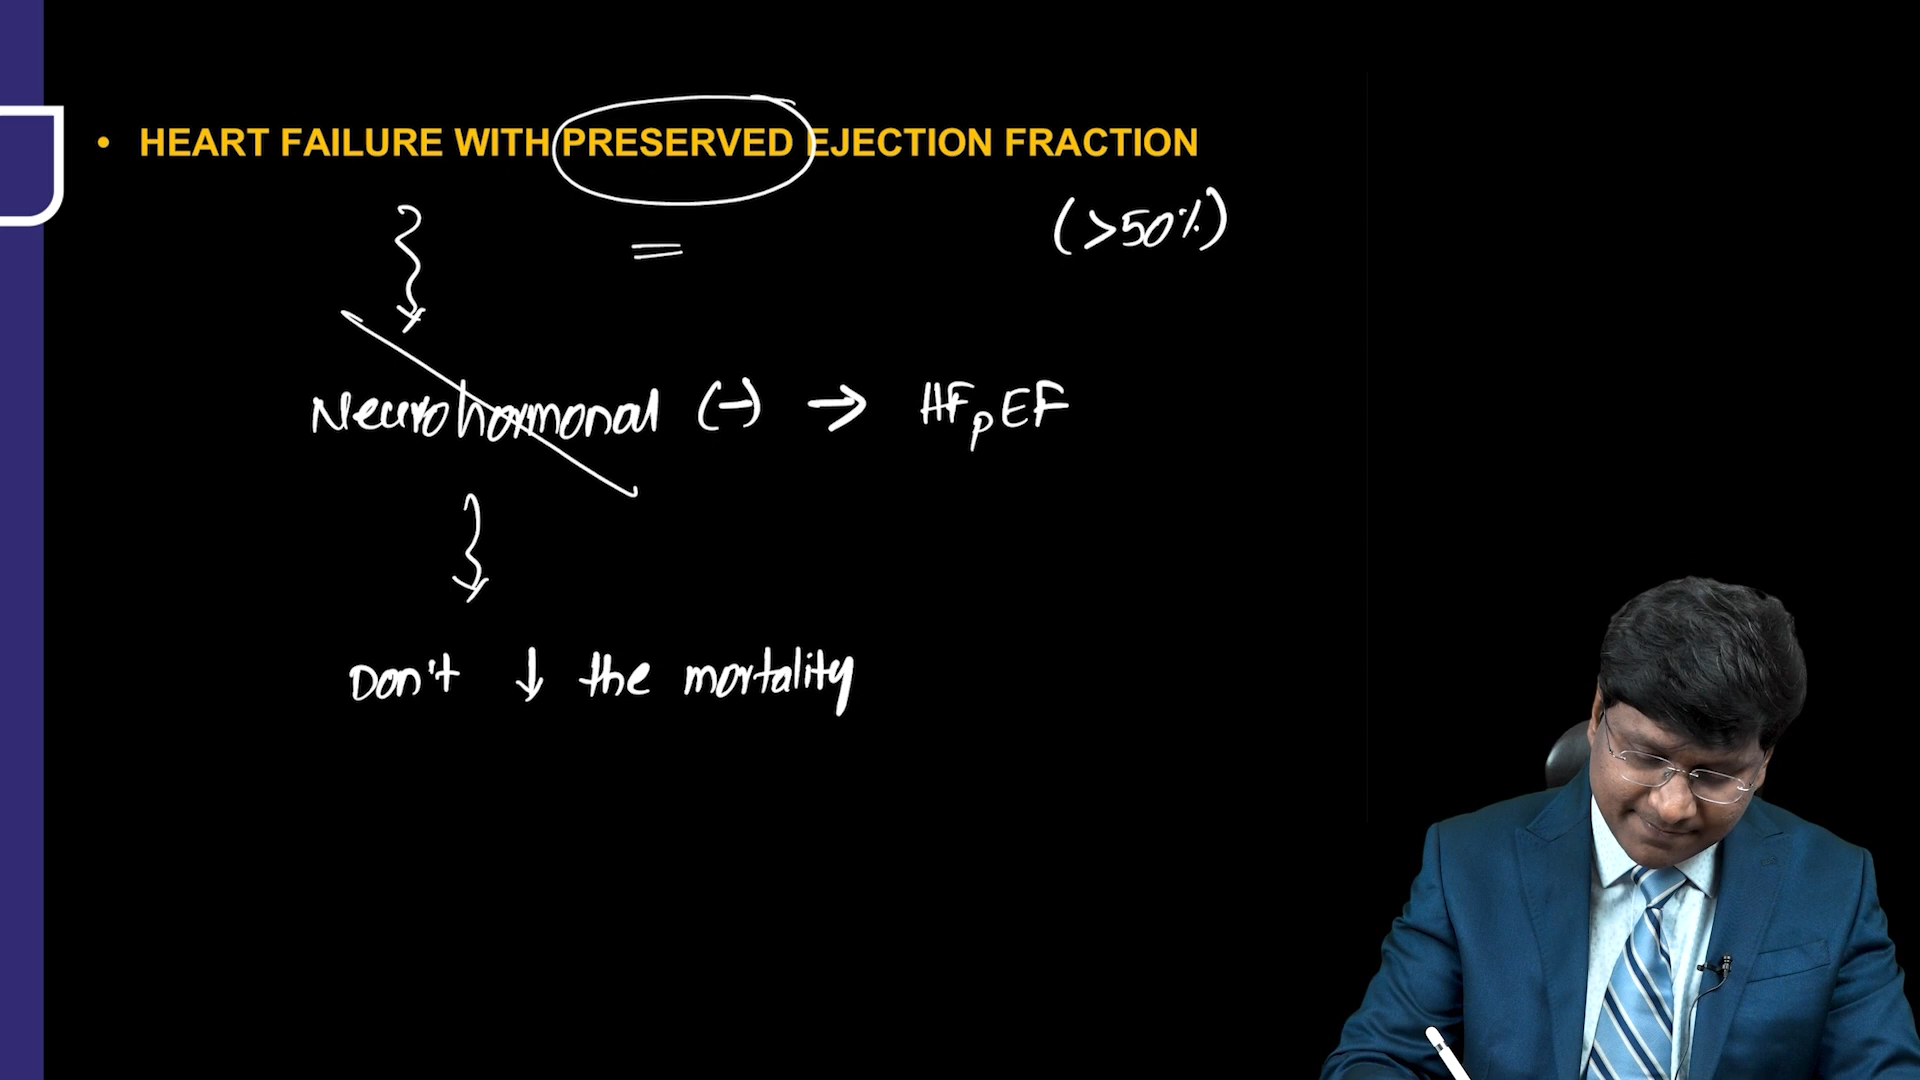 • HEART FAILURE WITH PRESERVED EJECTION FRACTION
= (>50%)
Neurohormonal (-) → HFpEF
Don't ↓ the mortality